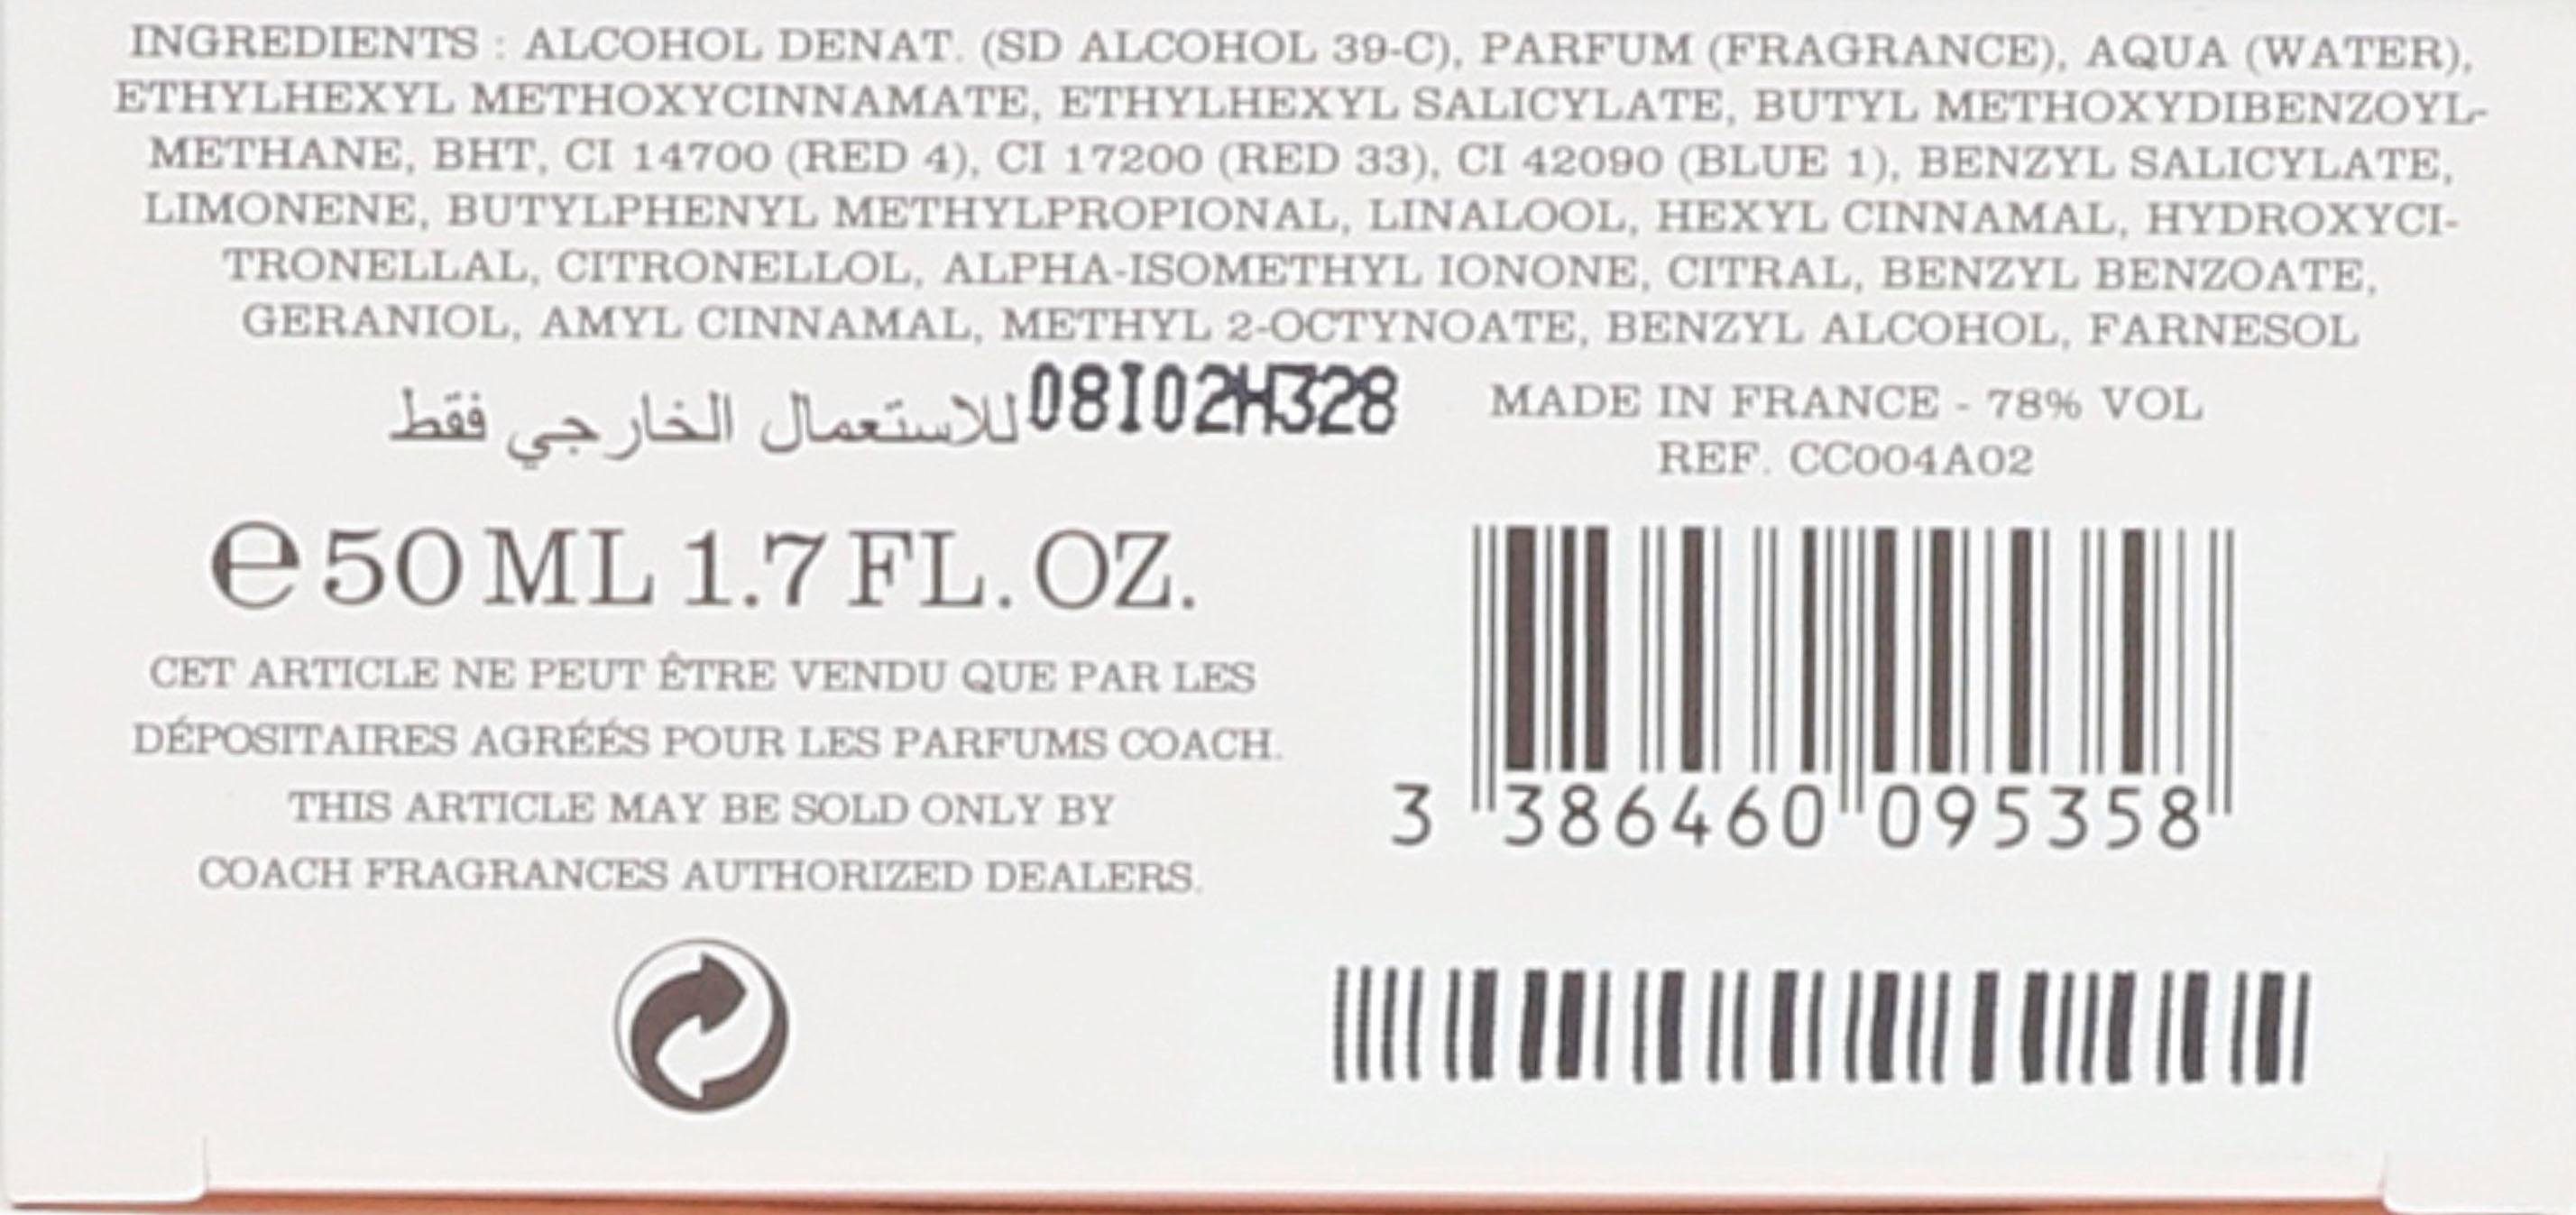 INGREDIENTS : ALCOHOL DENAT. (SD ALCOHOL 39-C), PARFUM (FRAGRANCE), AQUA (WATER),
ETHYLHEXYL METHOXYCINNAMATE, ETHYLHEXYL SALICYLATE, BUTYL METHOXYDIBENZOYL-
METHANE, BHT, CI 14700 (RED 4), CI 17200 (RED 33), CI 42090 (BLUE 1), BENZYL SALICYLATE,
LIMONENE, BUTYLPHENYL METHYLPROPIONAL, LINALOOL, HEXYL CINNAMAL, HYDROXYCI-
TRONELLAL, CITRONELLOL, ALPHA-ISOMETHYL IONONE, CITRAL, BENZYL BENZOATE,
GERANIOL, AMYL CINNAMAL, METHYL 2-OCTYNOATE, BENZYL ALCOHOL, FARNESOL
للاستعمال الخارجي فقط
08I02H328
MADE IN FRANCE - 78% VOL
REF. CC004A02
℮ 50 ML 1.7 FL. OZ.
CET ARTICLE NE PEUT ÊTRE VENDU QUE PAR LES
DÉPOSITAIRES AGRÉÉS POUR LES PARFUMS COACH.
THIS ARTICLE MAY BE SOLD ONLY BY
COACH FRAGRANCES AUTHORIZED DEALERS.
3 386460 095358